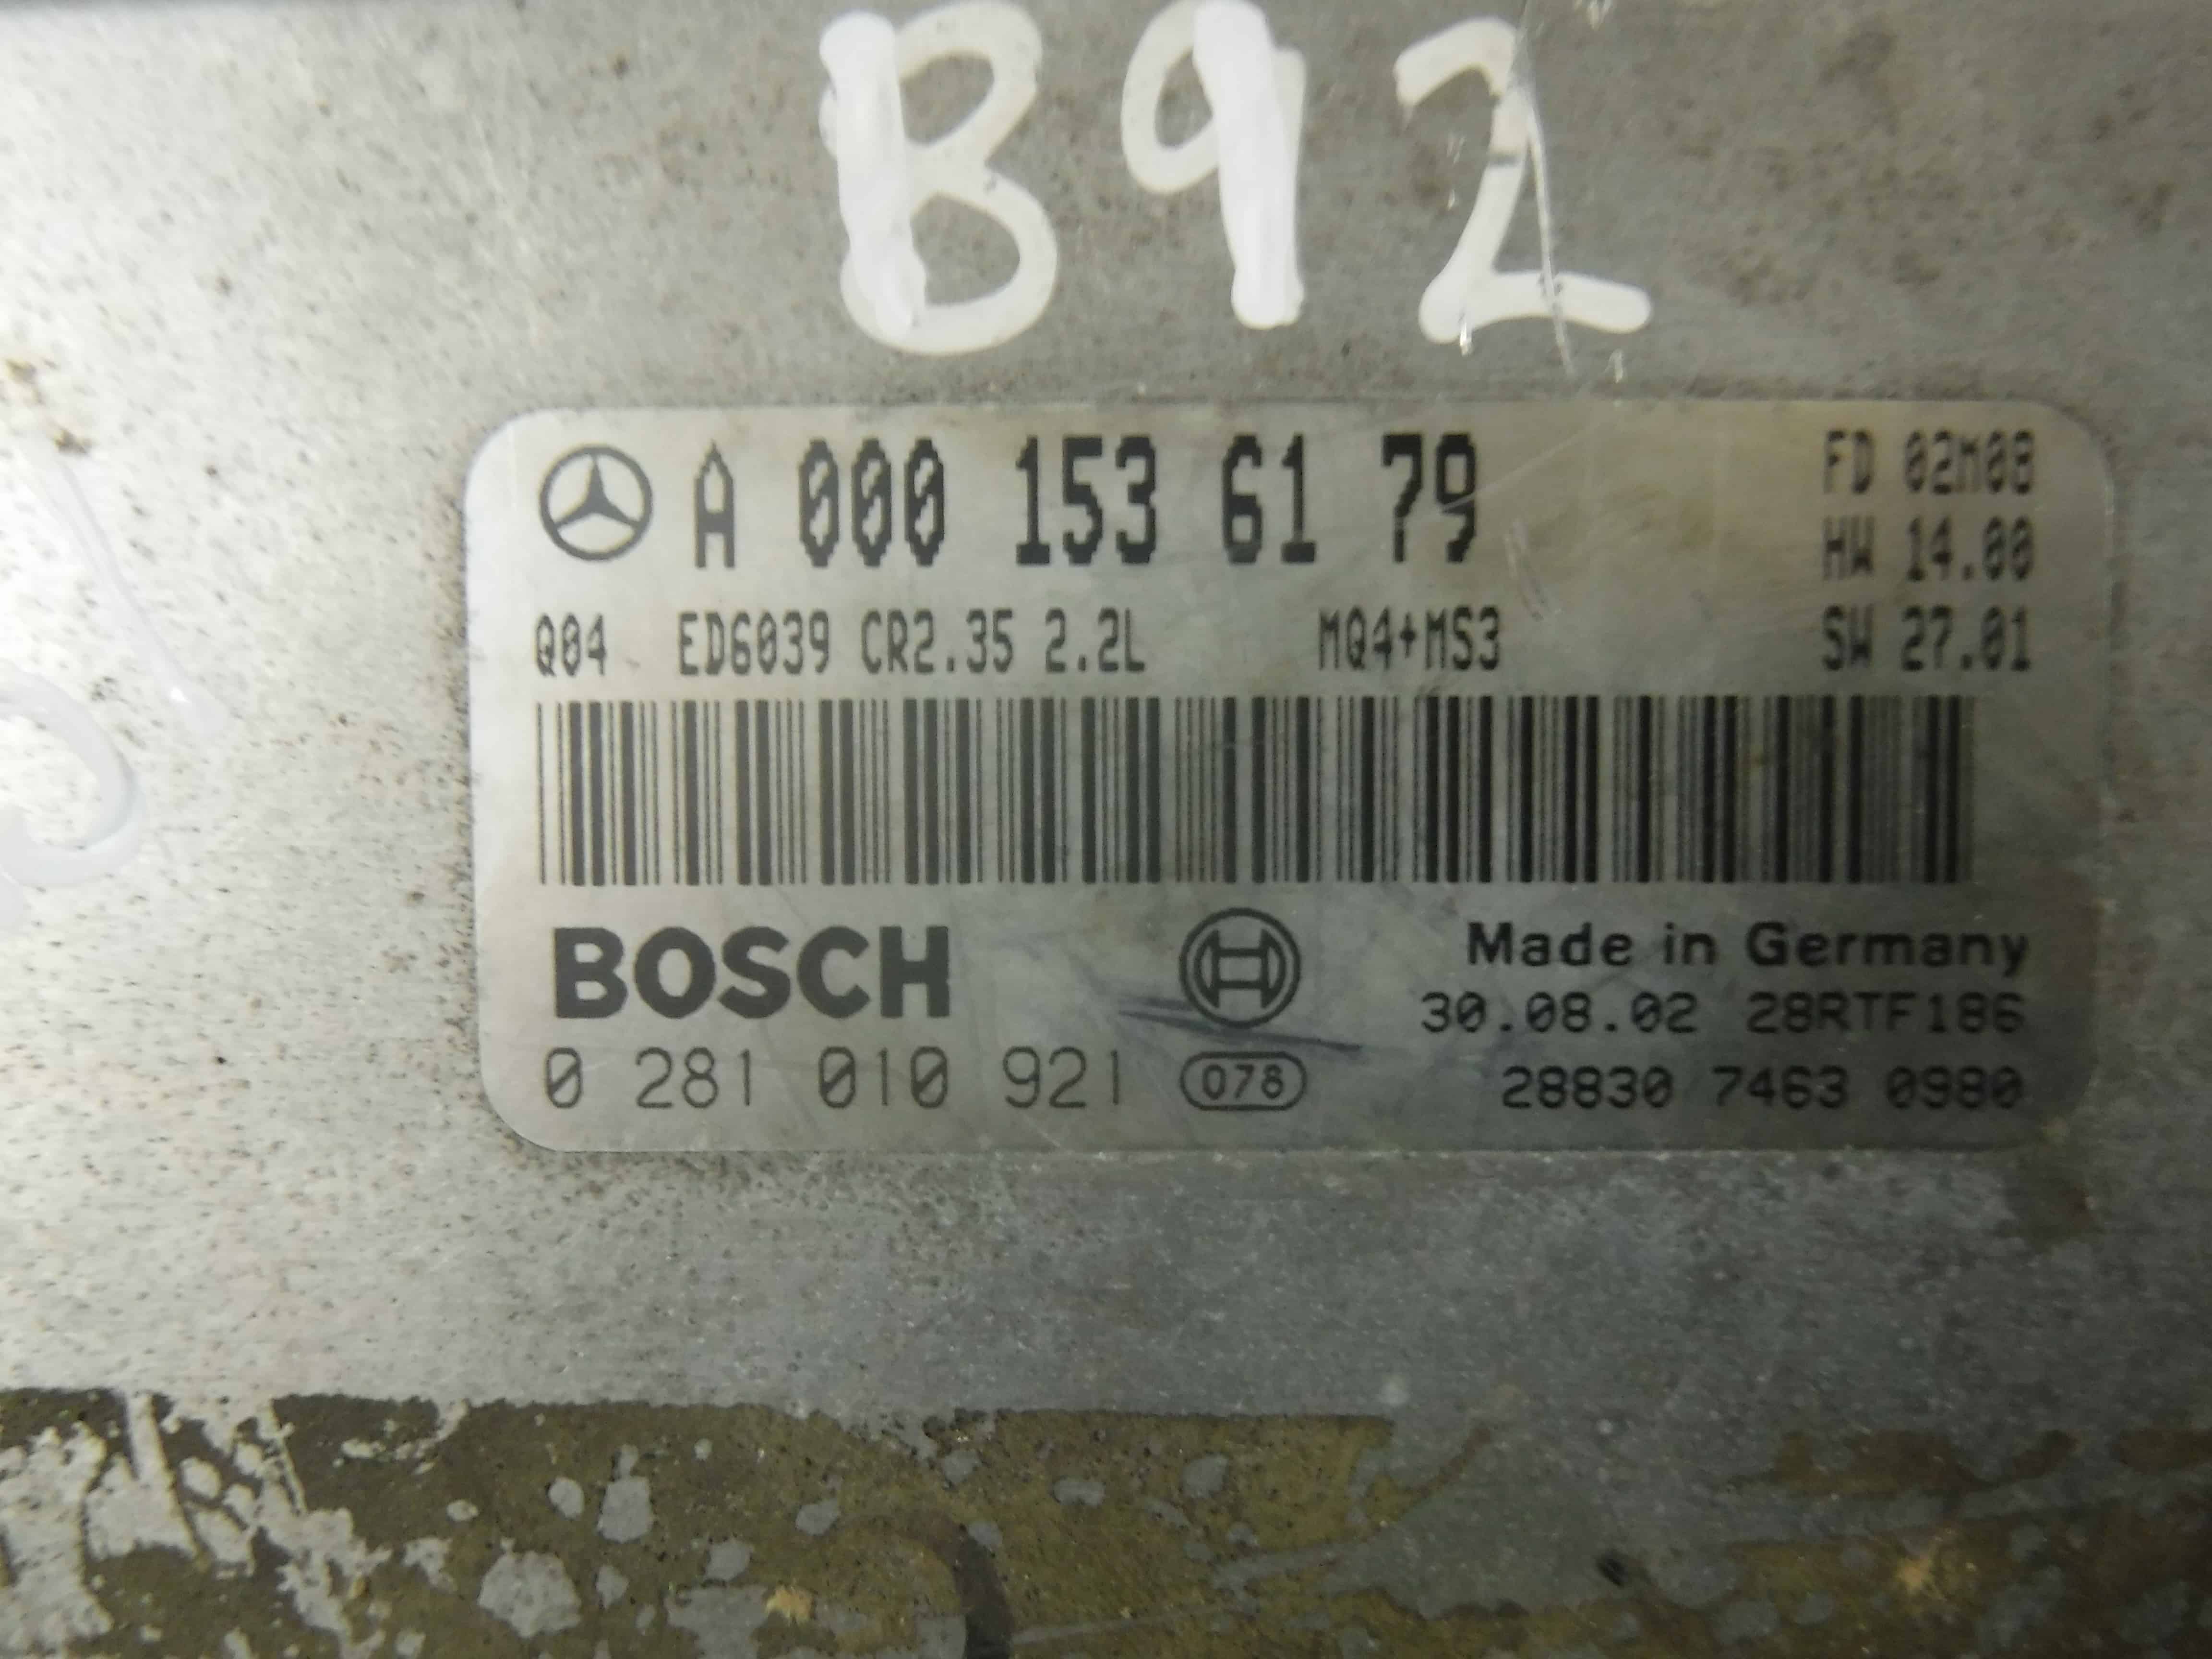 B92
A 000 153 61 79
FD 02M08
HW 14.00
Q04 ED6039 CR2.35 2.2L MQ4+MS3 SW 27.01
BOSCH
Made in Germany
30.08.02 28RTF186
0 281 010 921 078
28830 7463 0980